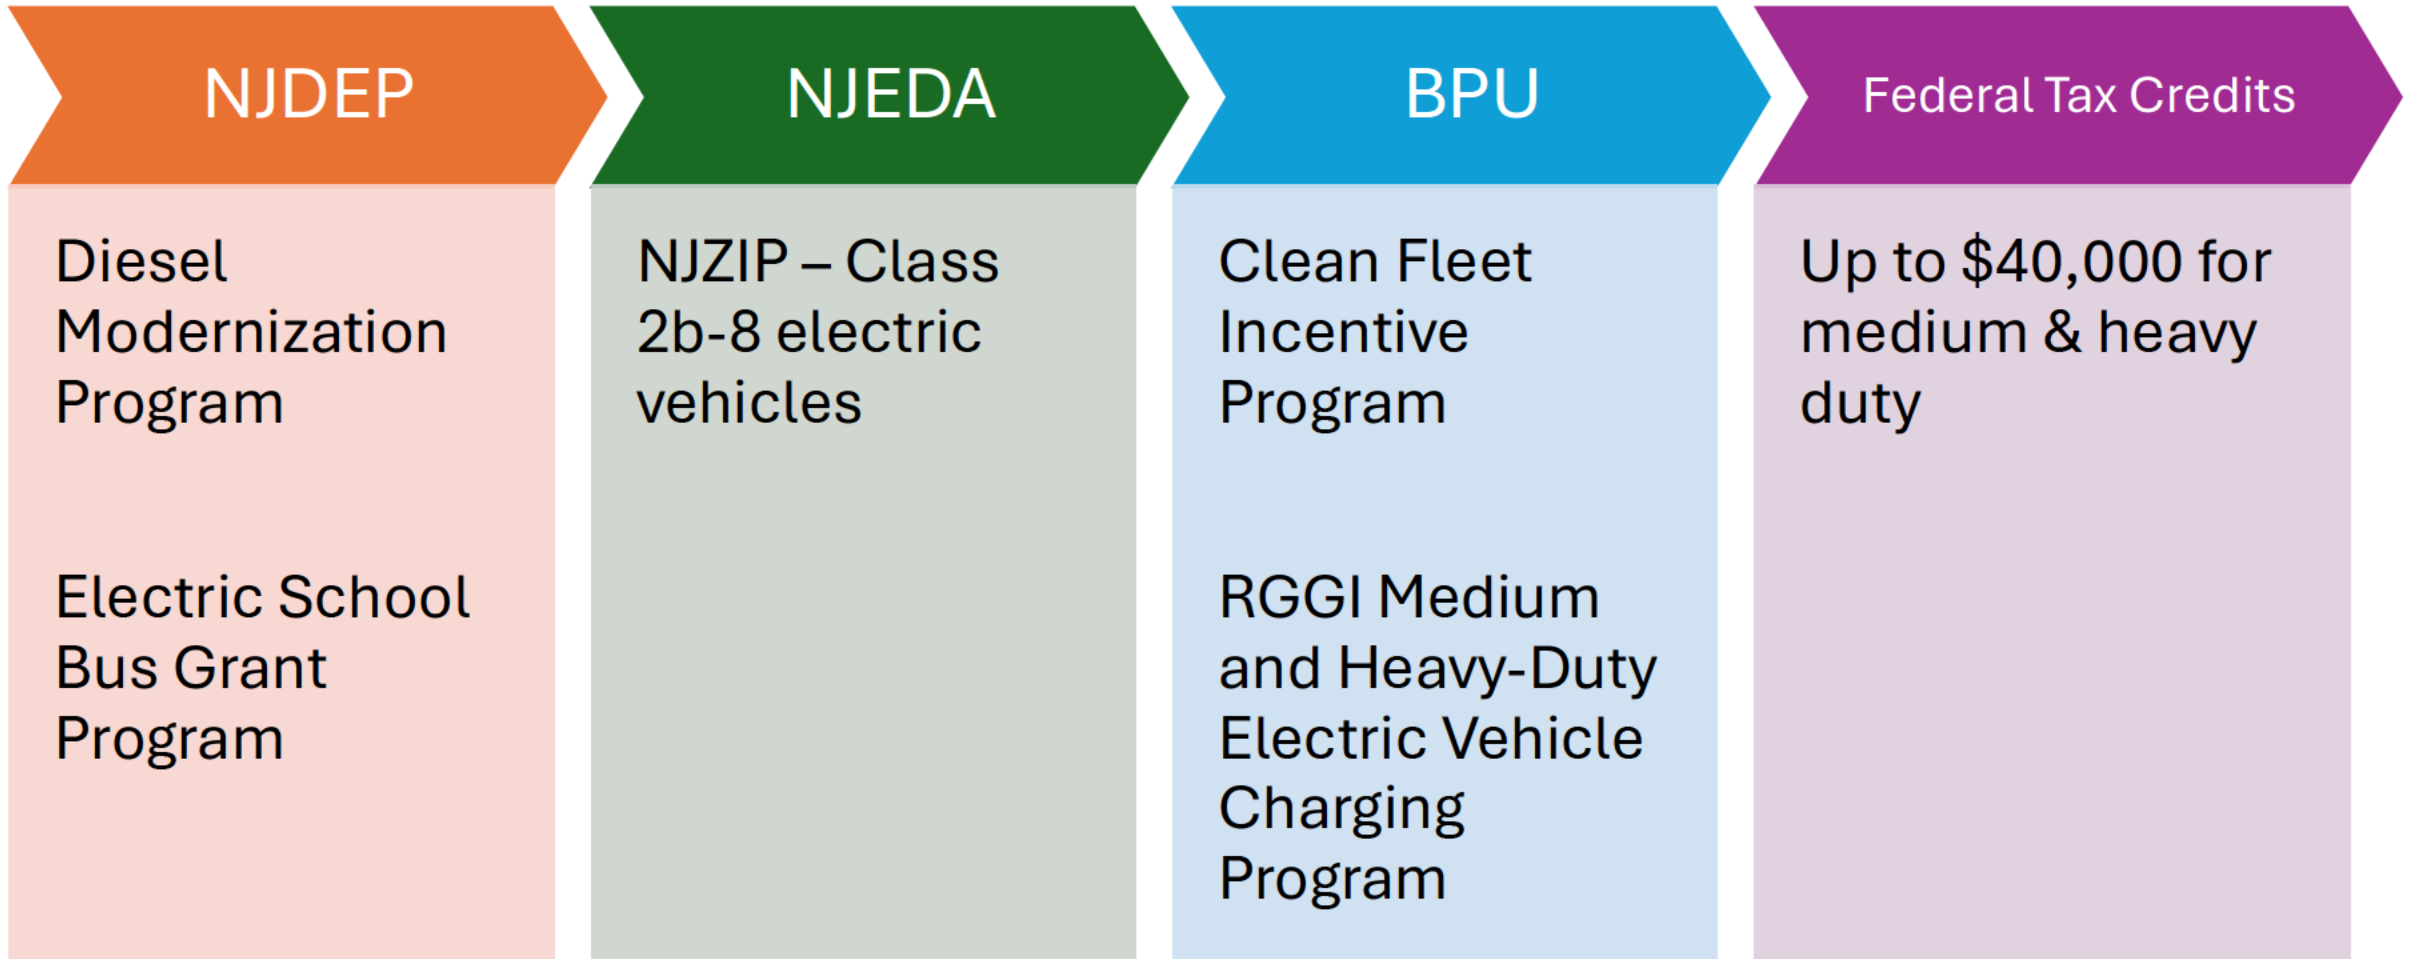 NJDEP
Diesel
Modernization
Program
Electric School
Bus Grant
Program
NJEDA
NJZIP – Class
2b-8 electric
vehicles
BPU
Clean Fleet
Incentive
Program
RGGI Medium
and Heavy-Duty
Electric Vehicle
Charging
Program
Federal Tax Credits
Up to $40,000 for
medium & heavy
duty